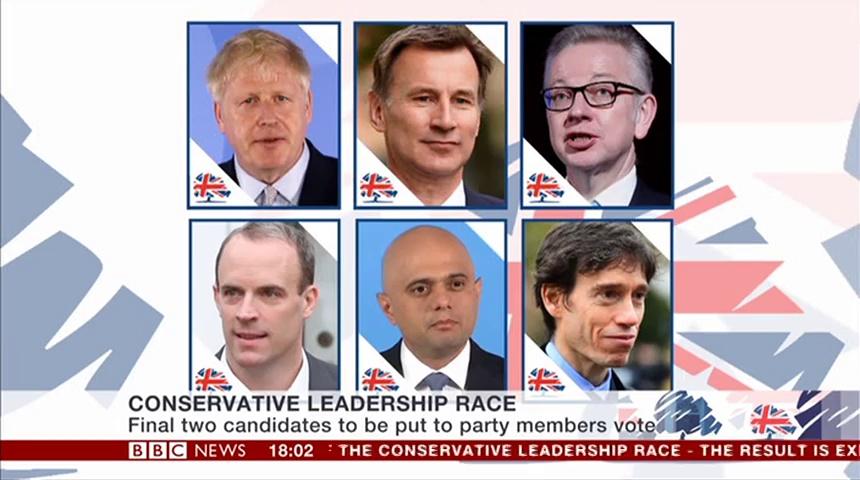 CONSERVATIVE LEADERSHIP RACE
Final two candidates to be put to party members vote
BBC NEWS 18:02 THE CONSERVATIVE LEADERSHIP RACE - THE RESULT IS EX